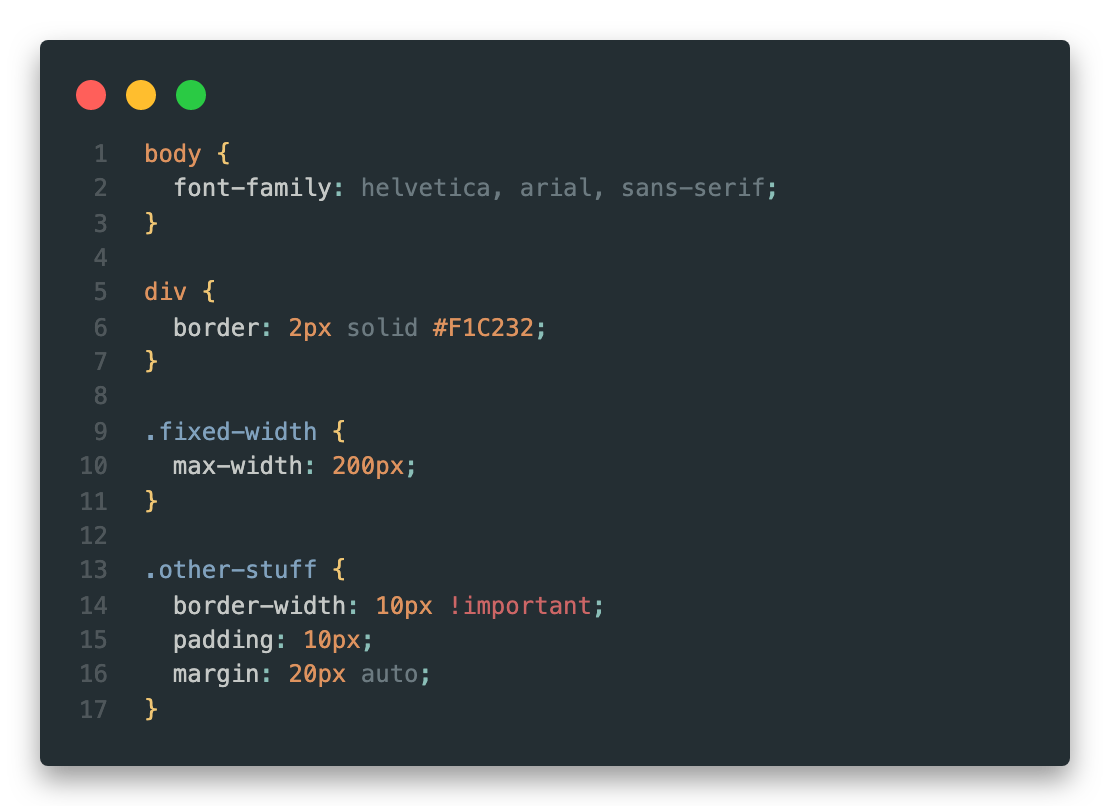 1 body {
2   font-family: helvetica, arial, sans-serif;
3 }
4
5 div {
6   border: 2px solid #F1C232;
7 }
8
9 .fixed-width {
10   max-width: 200px;
11 }
12
13 .other-stuff {
14   border-width: 10px !important;
15   padding: 10px;
16   margin: 20px auto;
17 }